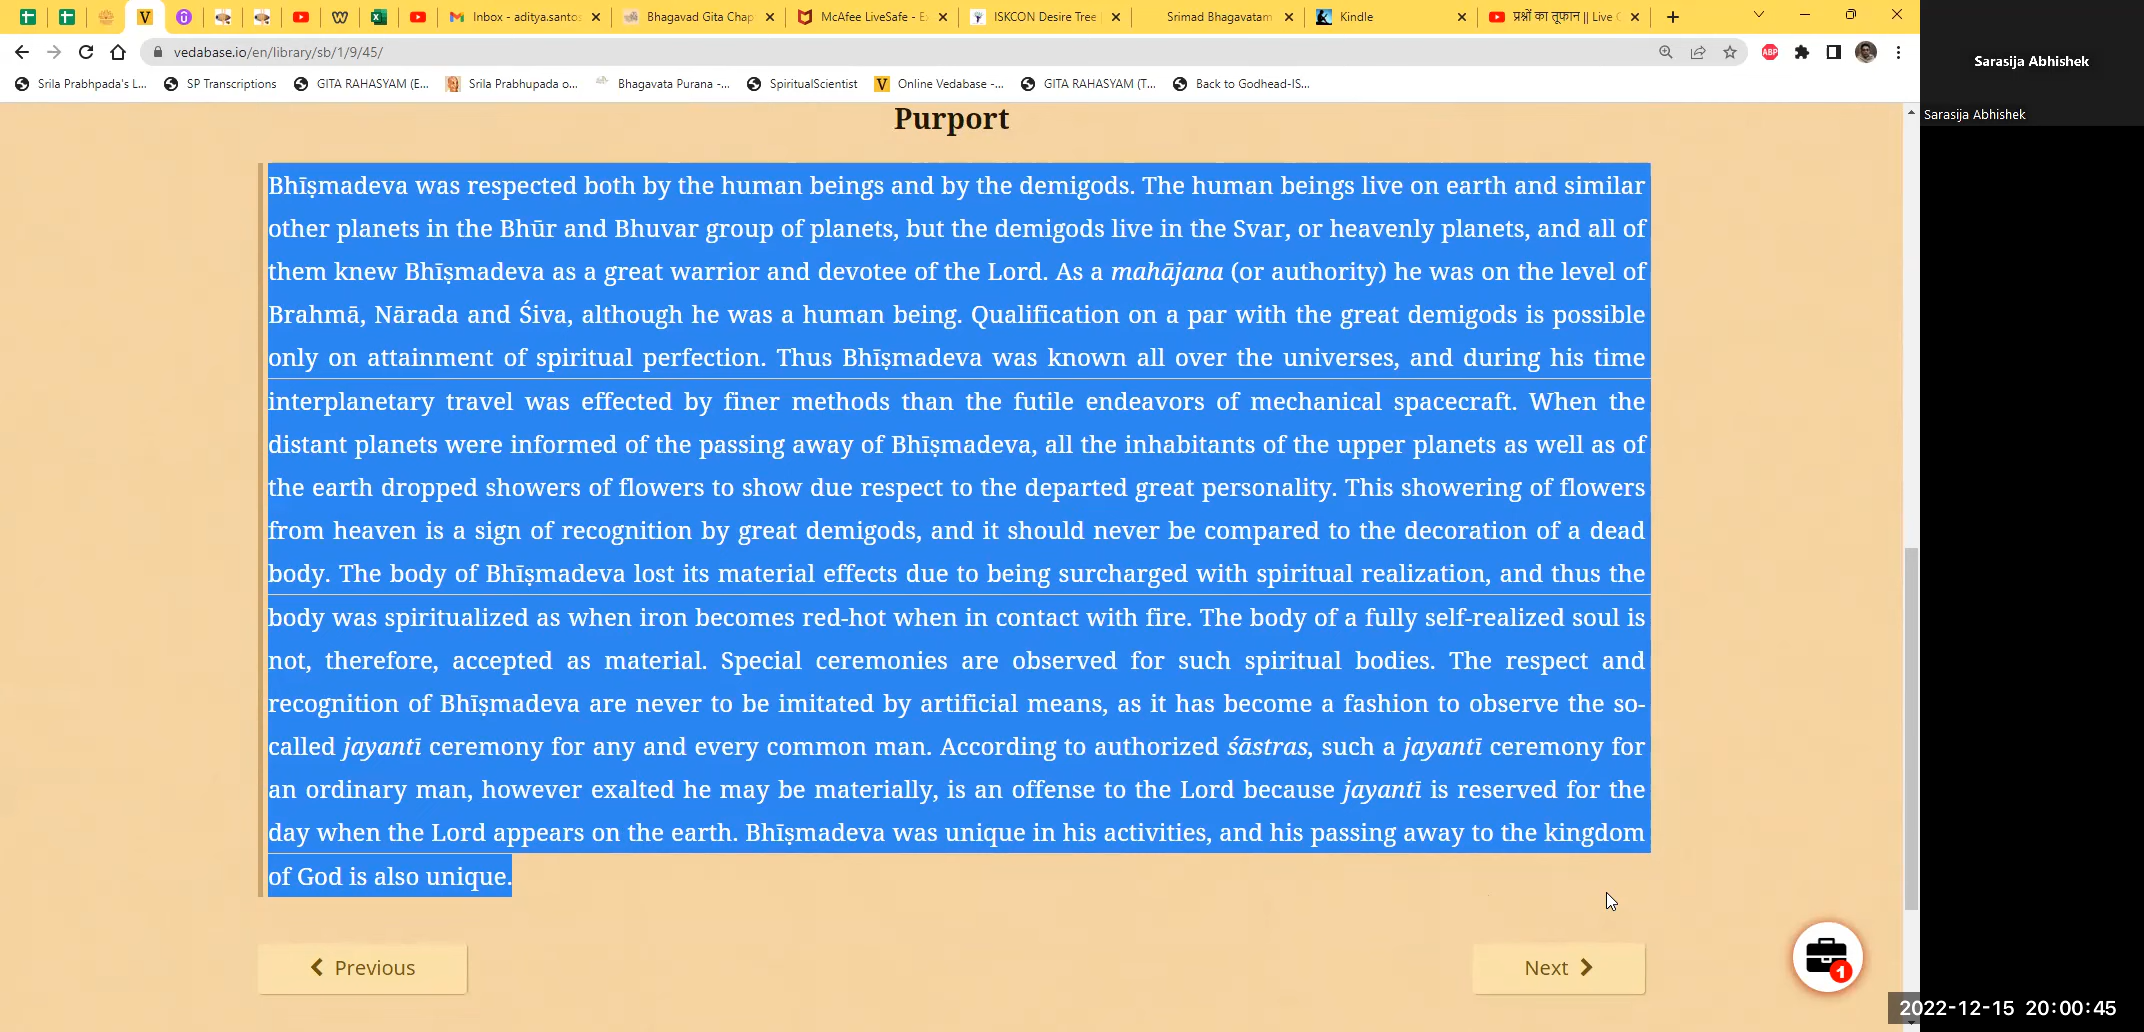 Inbox - aditya.santos
Bhagavad Gita Chap
McAfee LiveSafe - E
ISKCON Desire Tree
Srimad Bhagavatam
Kindle
प्रश्नों का तूफान || Live
vedabase.io/en/library/sb/1/9/45/
ABP
Srila Prabhpada's L...
SP Transcriptions
GITA RAHASYAM (E...
Srila Prabhupada o...
Bhagavata Purana -...
SpiritualScientist
Online Vedabase -...
GITA RAHASYAM (T...
Back to Godhead-IS...
Sarasija Abhishek
Sarasija Abhishek
Purport
Bhīṣmadeva was respected both by the human beings and by the demigods. The human beings live on earth and similar
other planets in the Bhūr and Bhuvar group of planets, but the demigods live in the Svar, or heavenly planets, and all of
them knew Bhīṣmadeva as a great warrior and devotee of the Lord. As a mahājana (or authority) he was on the level of
Brahmā, Nārada and Śiva, although he was a human being. Qualification on a par with the great demigods is possible
only on attainment of spiritual perfection. Thus Bhīṣmadeva was known all over the universes, and during his time
interplanetary travel was effected by finer methods than the futile endeavors of mechanical spacecraft. When the
distant planets were informed of the passing away of Bhīṣmadeva, all the inhabitants of the upper planets as well as of
the earth dropped showers of flowers to show due respect to the departed great personality. This showering of flowers
from heaven is a sign of recognition by great demigods, and it should never be compared to the decoration of a dead
body. The body of Bhīṣmadeva lost its material effects due to being surcharged with spiritual realization, and thus the
body was spiritualized as when iron becomes red-hot when in contact with fire. The body of a fully self-realized soul is
not, therefore, accepted as material. Special ceremonies are observed for such spiritual bodies. The respect and
recognition of Bhīṣmadeva are never to be imitated by artificial means, as it has become a fashion to observe the so-
called jayantī ceremony for any and every common man. According to authorized śāstras, such a jayantī ceremony for
an ordinary man, however exalted he may be materially, is an offense to the Lord because jayantī is reserved for the
day when the Lord appears on the earth. Bhīṣmadeva was unique in his activities, and his passing away to the kingdom
of God is also unique.
Previous
Next
1
2022-12-15 20:00:45